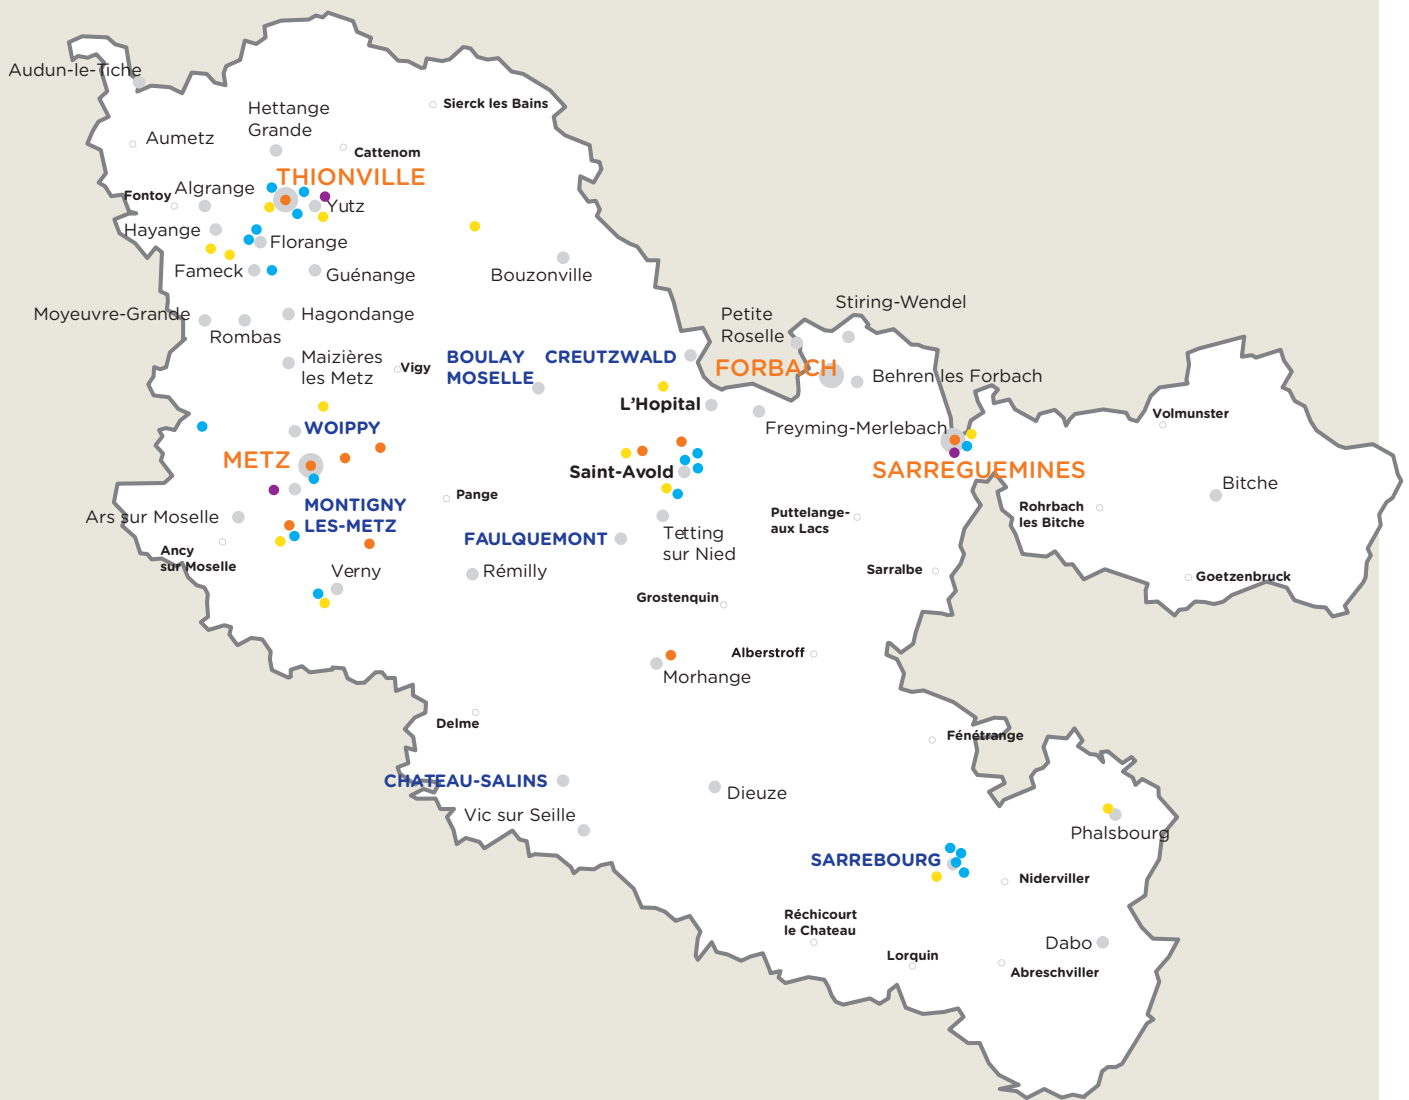 Audun-le-Tiche
Hettange
Grande
Sierck les Bains
Aumetz
Cattenom
THIONVILLE
Fontoy
Algrange
Yutz
Hayange
Florange
Fameck
Guénange
Bouzonville
Moyeuvre-Grande
Rombas
Hagondange
Petite
Roselle
Stiring-Wendel
Maizières
les Metz
Vigy
BOULAY
MOSELLE
CREUTZWALD
FORBACH
Behren les Forbach
L'Hopital
Freyming-Merlebach
Volmunster
WOIPPY
METZ
Saint-Avold
SARREGUEMINES
Bitche
Pange
MONTIGNY
LES-METZ
Ars sur Moselle
Ancy
sur Moselle
FAULQUEMONT
Tetting
sur Nied
Puttelange-
aux Lacs
Rohrbach
les Bitche
Verny
Rémilly
Sarralbe
Goetzenbruck
Grostenquin
Alberstroff
Morhange
Delme
Fénétrange
CHATEAU-SALINS
Dieuze
Vic sur Seille
Phalsbourg
SARREBOURG
Niderviller
Réchicourt
le Chateau
Lorquin
Dabo
Abreschviller